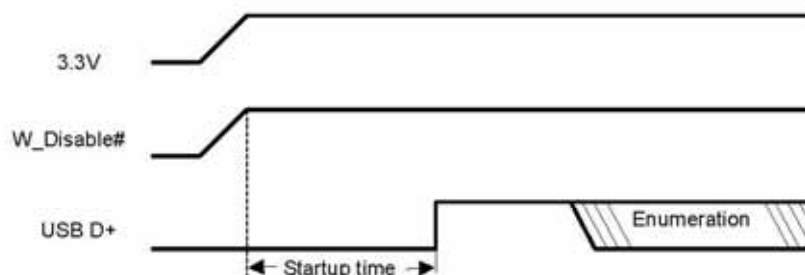 3.3V
W_Disable#
USB D+
Enumeration
Startup time